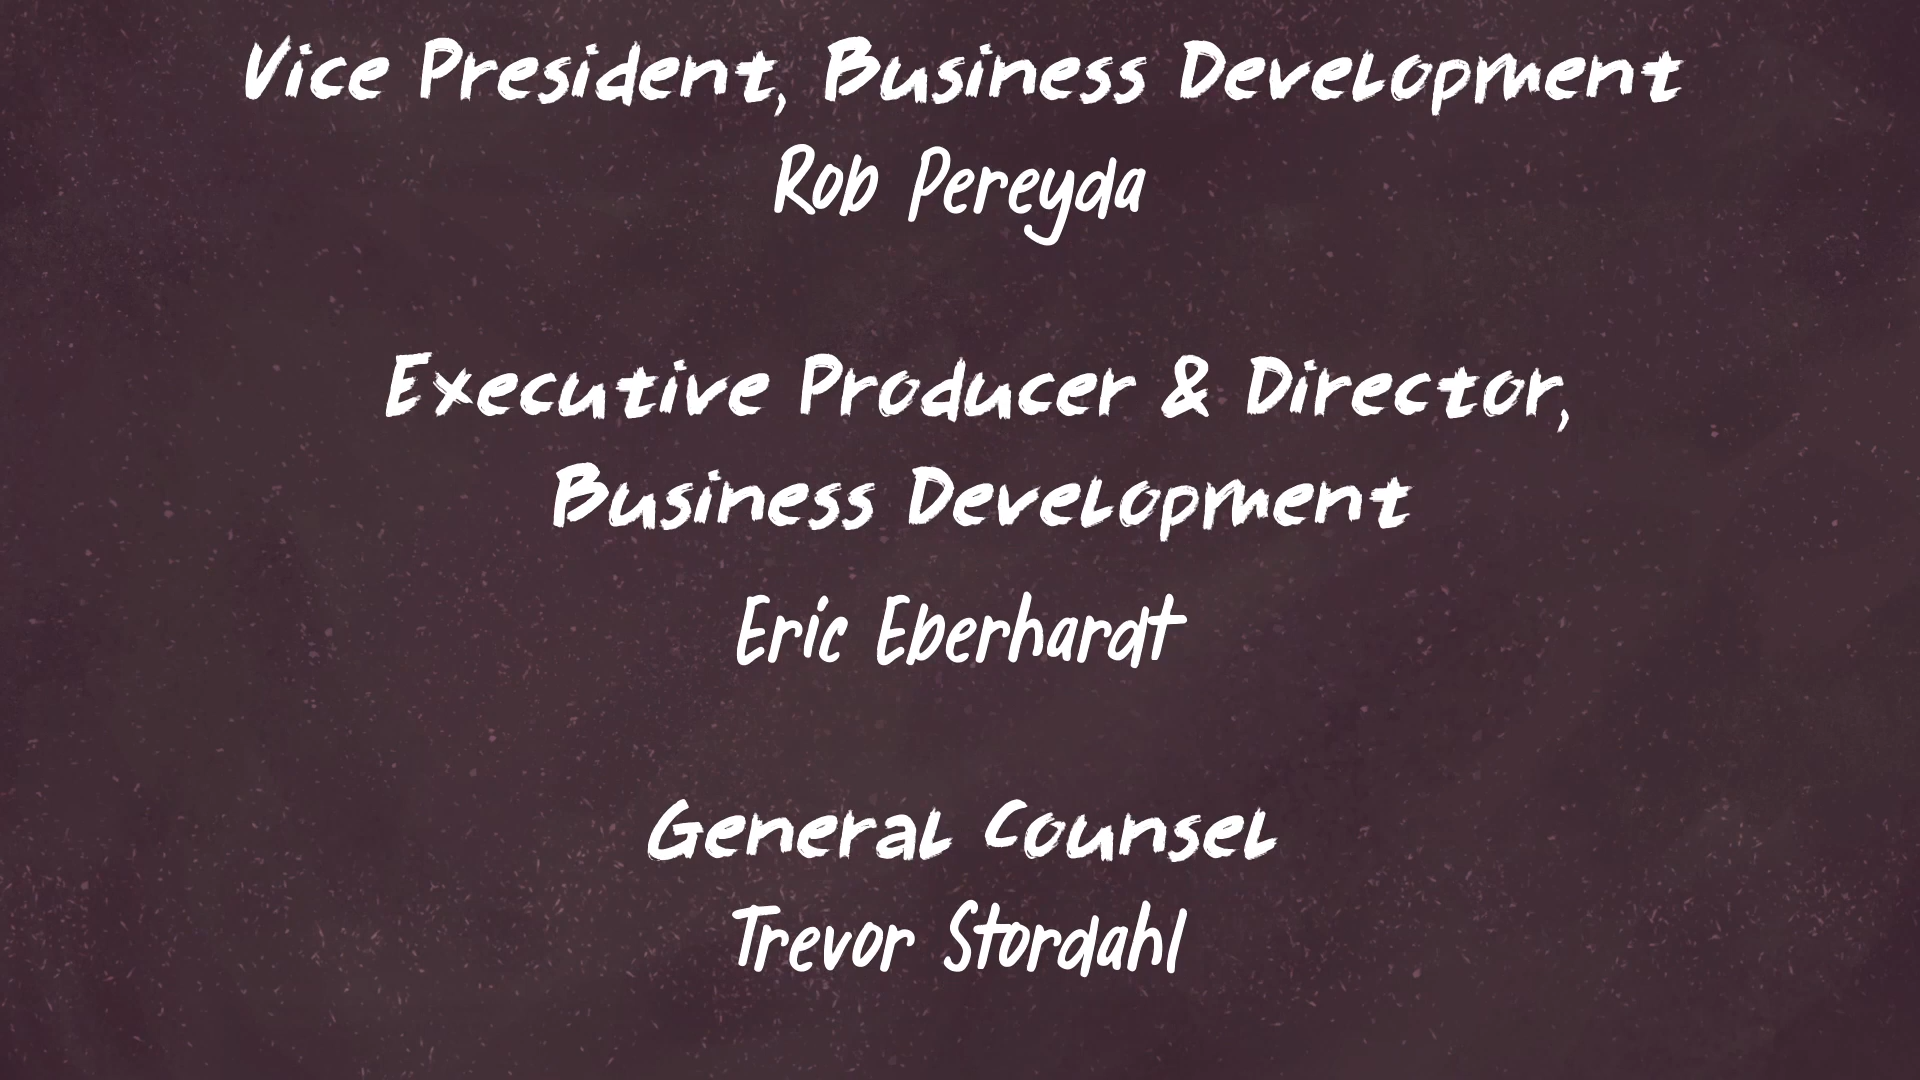 Vice President, Business Development
Rob Pereyda
Executive Producer & Director,
Business Development
Eric Eberhardt
General Counsel
Trevor Stordahl